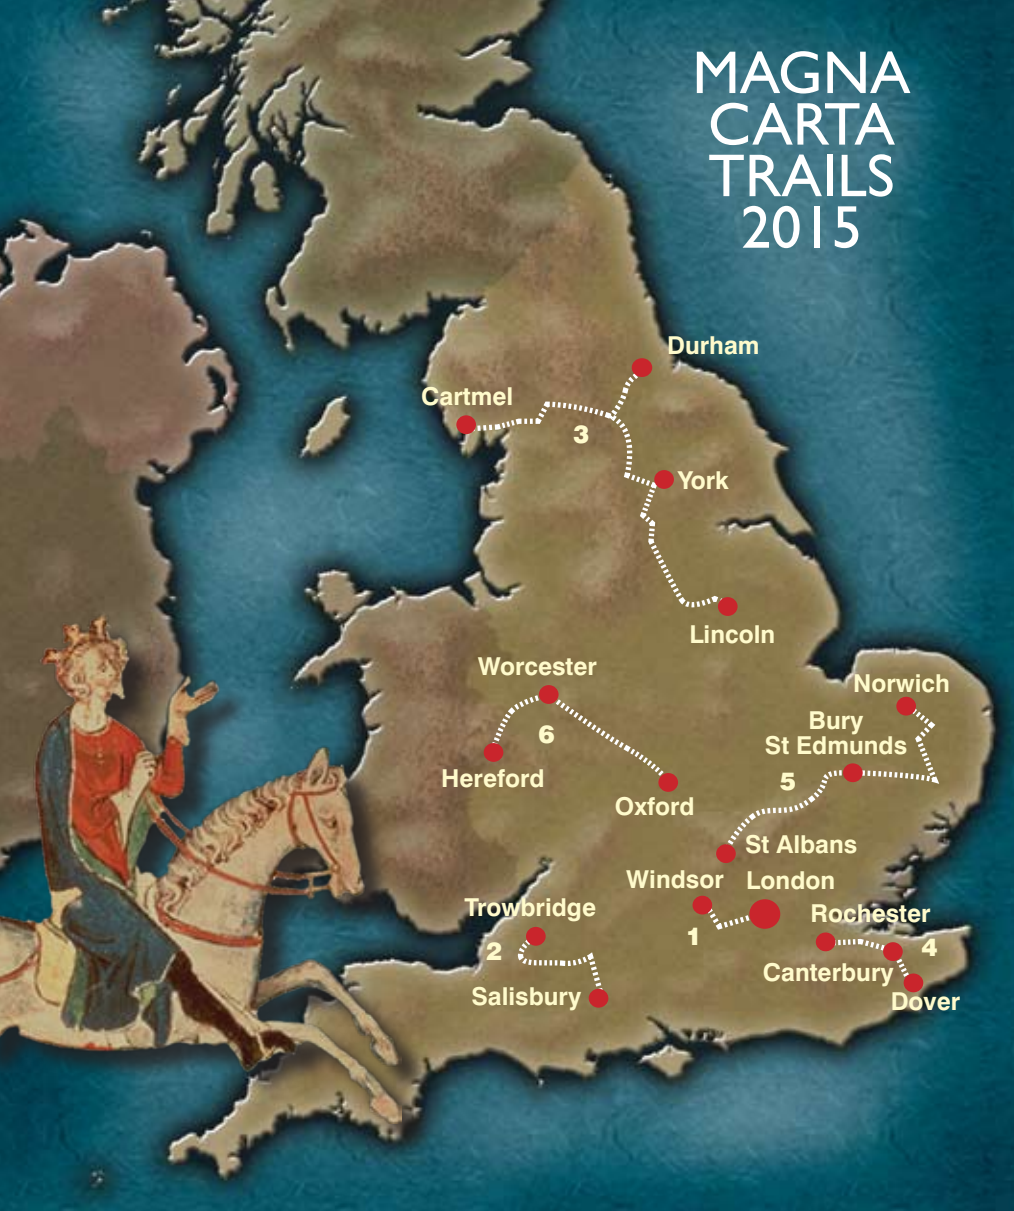 MAGNA
CARTA
TRAILS
2015
Durham
Cartmel
3
York
Lincoln
Worcester
Norwich
6
Bury
St Edmunds
Hereford
5
Oxford
St Albans
Windsor
London
Trowbridge
Rochester
1
2
4
Canterbury
Salisbury
Dover